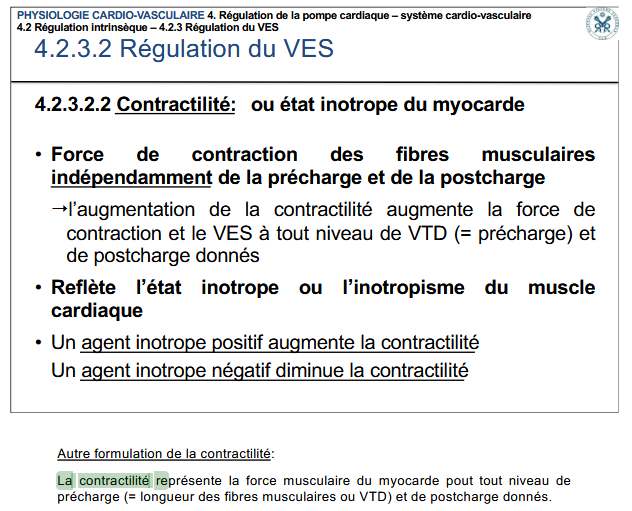 PHYSIOLOGIE CARDIO-VASCULAIRE 4. Régulation de la pompe cardiaque – système cardio-vasculaire
4.2 Régulation intrinsèque – 4.2.3 Régulation du VES
4.2.3.2 Régulation du VES
4.2.3.2.2 Contractilité: ou état inotrope du myocarde
• Force de contraction des fibres musculaires
indépendamment de la précharge et de la postcharge
→l’augmentation de la contractilité augmente la force de
contraction et le VES à tout niveau de VTD (= précharge) et
de postcharge donnés
• Reflète l’état inotrope ou l’inotropisme du muscle
cardiaque
• Un agent inotrope positif augmente la contractilité
Un agent inotrope négatif diminue la contractilité
Autre formulation de la contractilité:
La contractilité représente la force musculaire du myocarde pout tout niveau de
précharge (= longueur des fibres musculaires ou VTD) et de postcharge donnés.